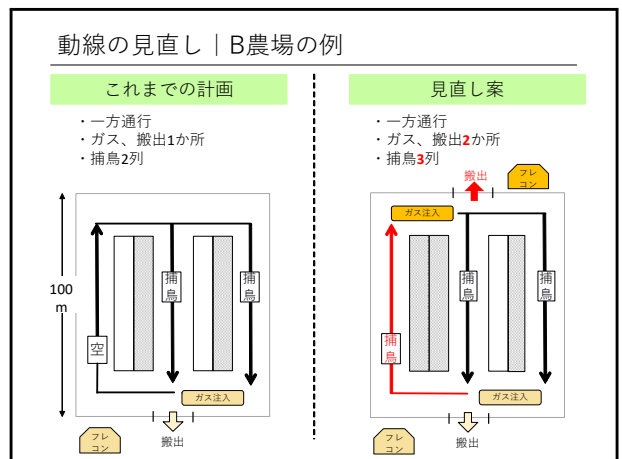 動線の見直し｜B農場の例
これまでの計画
・一方通行
・ガス、搬出1か所
・捕鳥2列
100
m
空
捕
鳥
捕
鳥
ガス注入
搬出
フレ
コン
見直し案
・一方通行
・ガス、搬出2か所
・捕鳥3列
搬出
フレ
コン
ガス注入
捕
鳥
捕
鳥
捕
鳥
ガス注入
搬出
フレ
コン